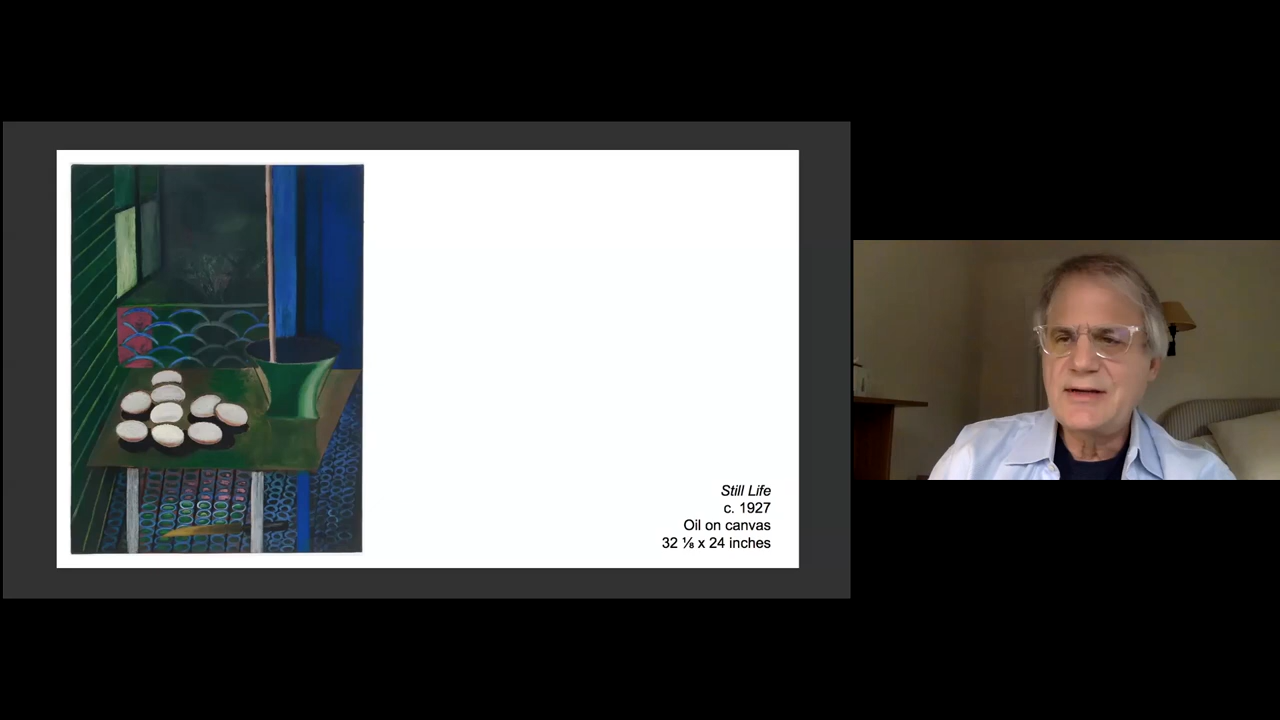 Still Life
c. 1927
Oil on canvas
32 ⅛ x 24 inches